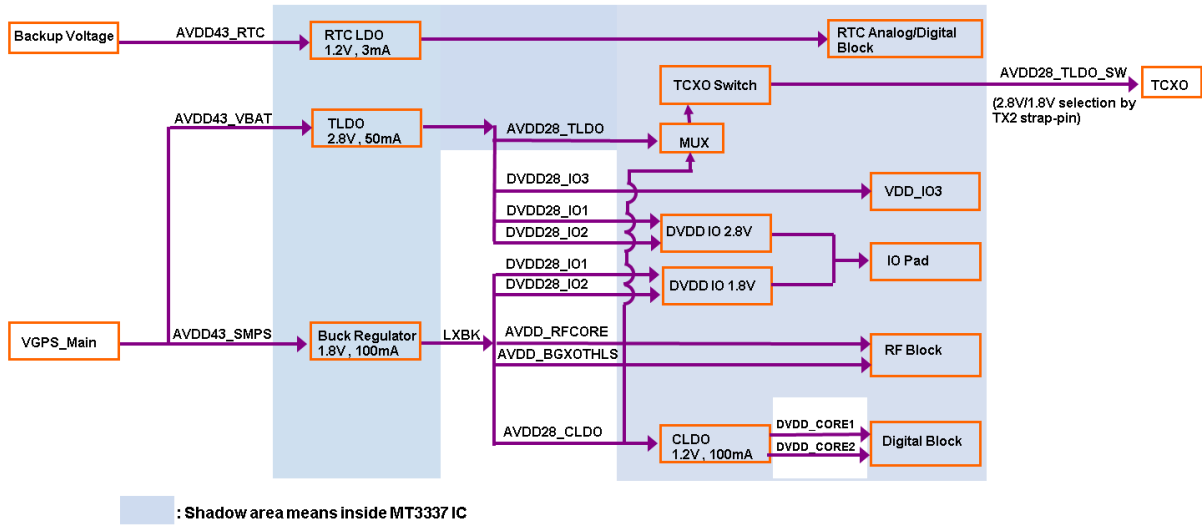 Backup Voltage
AVDD43_RTC
RTC LDO
1.2V , 3mA
RTC Analog/Digital
Block
TCXO Switch
AVDD28_TLDO_SW
TCXO
(2.8V/1.8V selection by
TX2 strap-pin)
AVDD43_VBAT
TLDO
2.8V , 50mA
AVDD28_TLDO
MUX
DVDD28_IO3
VDD_IO3
DVDD28_IO1
DVDD28_IO2
DVDD IO 2.8V
IO Pad
DVDD28_IO1
DVDD28_IO2
DVDD IO 1.8V
VGPS_Main
AVDD43_SMPS
Buck Regulator
1.8V , 100mA
LXBK
AVDD_RFCORE
AVDD_BGXOTHLS
RF Block
AVDD28_CLDO
CLDO
1.2V , 100mA
DVDD_CORE1
DVDD_CORE2
Digital Block
: Shadow area means inside MT3337 IC